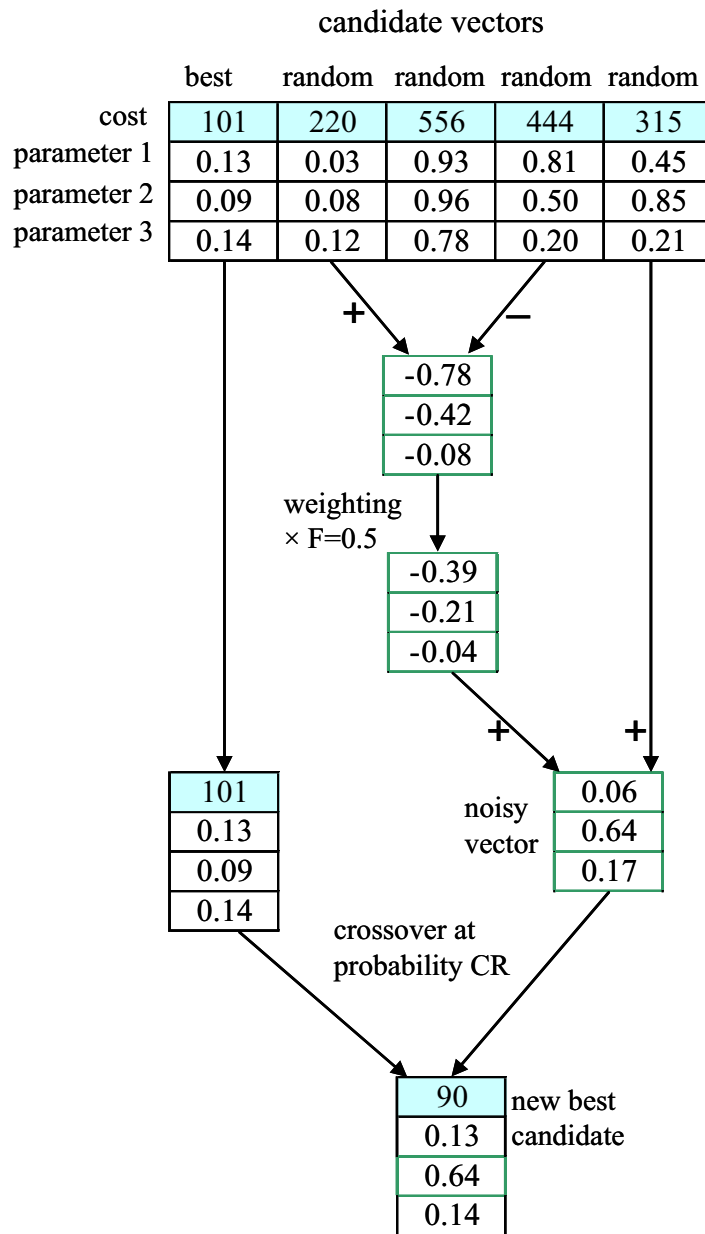 candidate vectors
best random random random random
cost 101 220 556 444 315
parameter 1 0.13 0.03 0.93 0.81 0.45
parameter 2 0.09 0.08 0.96 0.50 0.85
parameter 3 0.14 0.12 0.78 0.20 0.21
+ −
-0.78
-0.42
-0.08
weighting
× F=0.5
-0.39
-0.21
-0.04
+ +
101
0.13
0.09
0.14
noisy
vector
0.06
0.64
0.17
crossover at
probability CR
90
0.13
0.64
0.14
new best
candidate